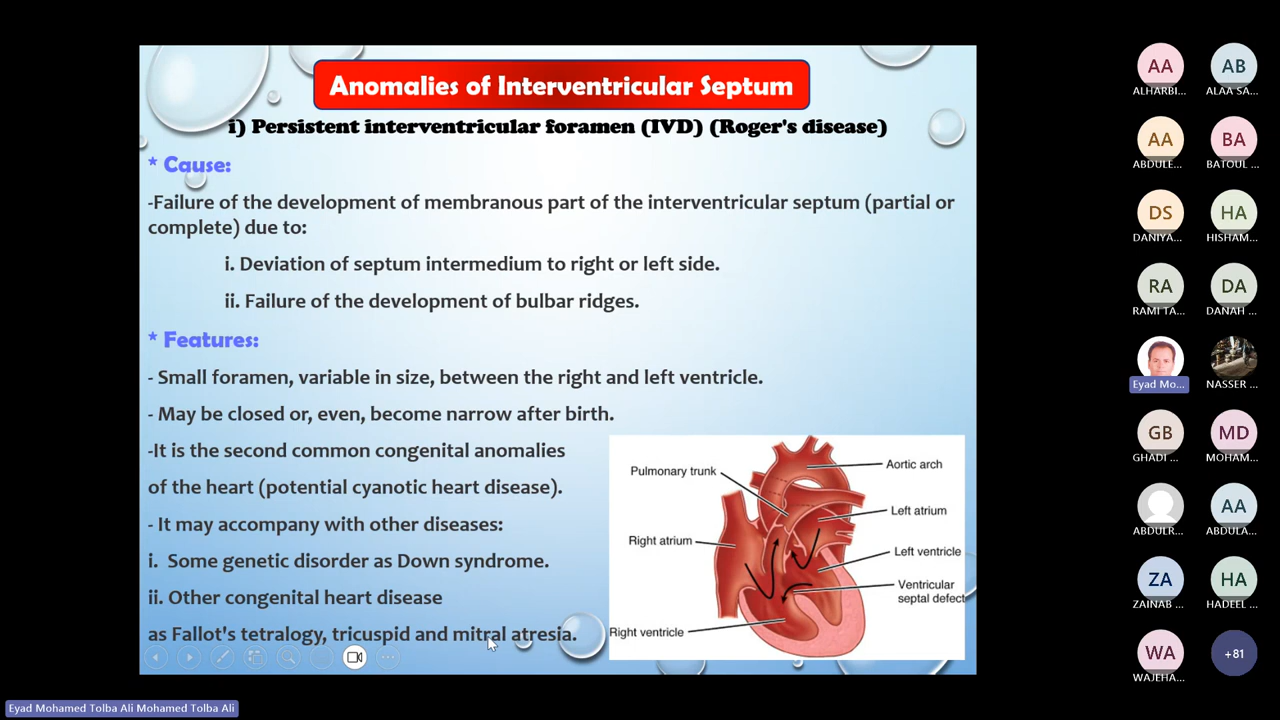 Anomalies of Interventricular Septum
i) Persistent interventricular foramen (IVD) (Roger's disease)
* Cause:
-Failure of the development of membranous part of the interventricular septum (partial or
complete) due to:
i. Deviation of septum intermedium to right or left side.
ii. Failure of the development of bulbar ridges.
* Features:
- Small foramen, variable in size, between the right and left ventricle.
- May be closed or, even, become narrow after birth.
-It is the second common congenital anomalies
of the heart (potential cyanotic heart disease).
- It may accompany with other diseases:
i. Some genetic disorder as Down syndrome.
ii. Other congenital heart disease
as Fallot's tetralogy, tricuspid and mitral atresia.
Pulmonary trunk
Aortic arch
Left atrium
Right atrium
Left ventricle
Ventricular
septal defect
Right ventricle
AA
ALHARBI...
AB
ALAA SA...
AA
ABDULE...
BA
BATOUL ...
DS
DANIYA...
HA
HISHAM...
RA
RAMI TA...
DA
DANAH ...
Eyad Mo...
NASSER ...
GB
GHADI ...
MD
MOHAM...
ABDULR...
AA
ABDULA...
ZA
ZAINAB ...
HA
HADEEL ...
WA
WAJEHA...
+81
Eyad Mohamed Tolba Ali Mohamed Tolba Ali